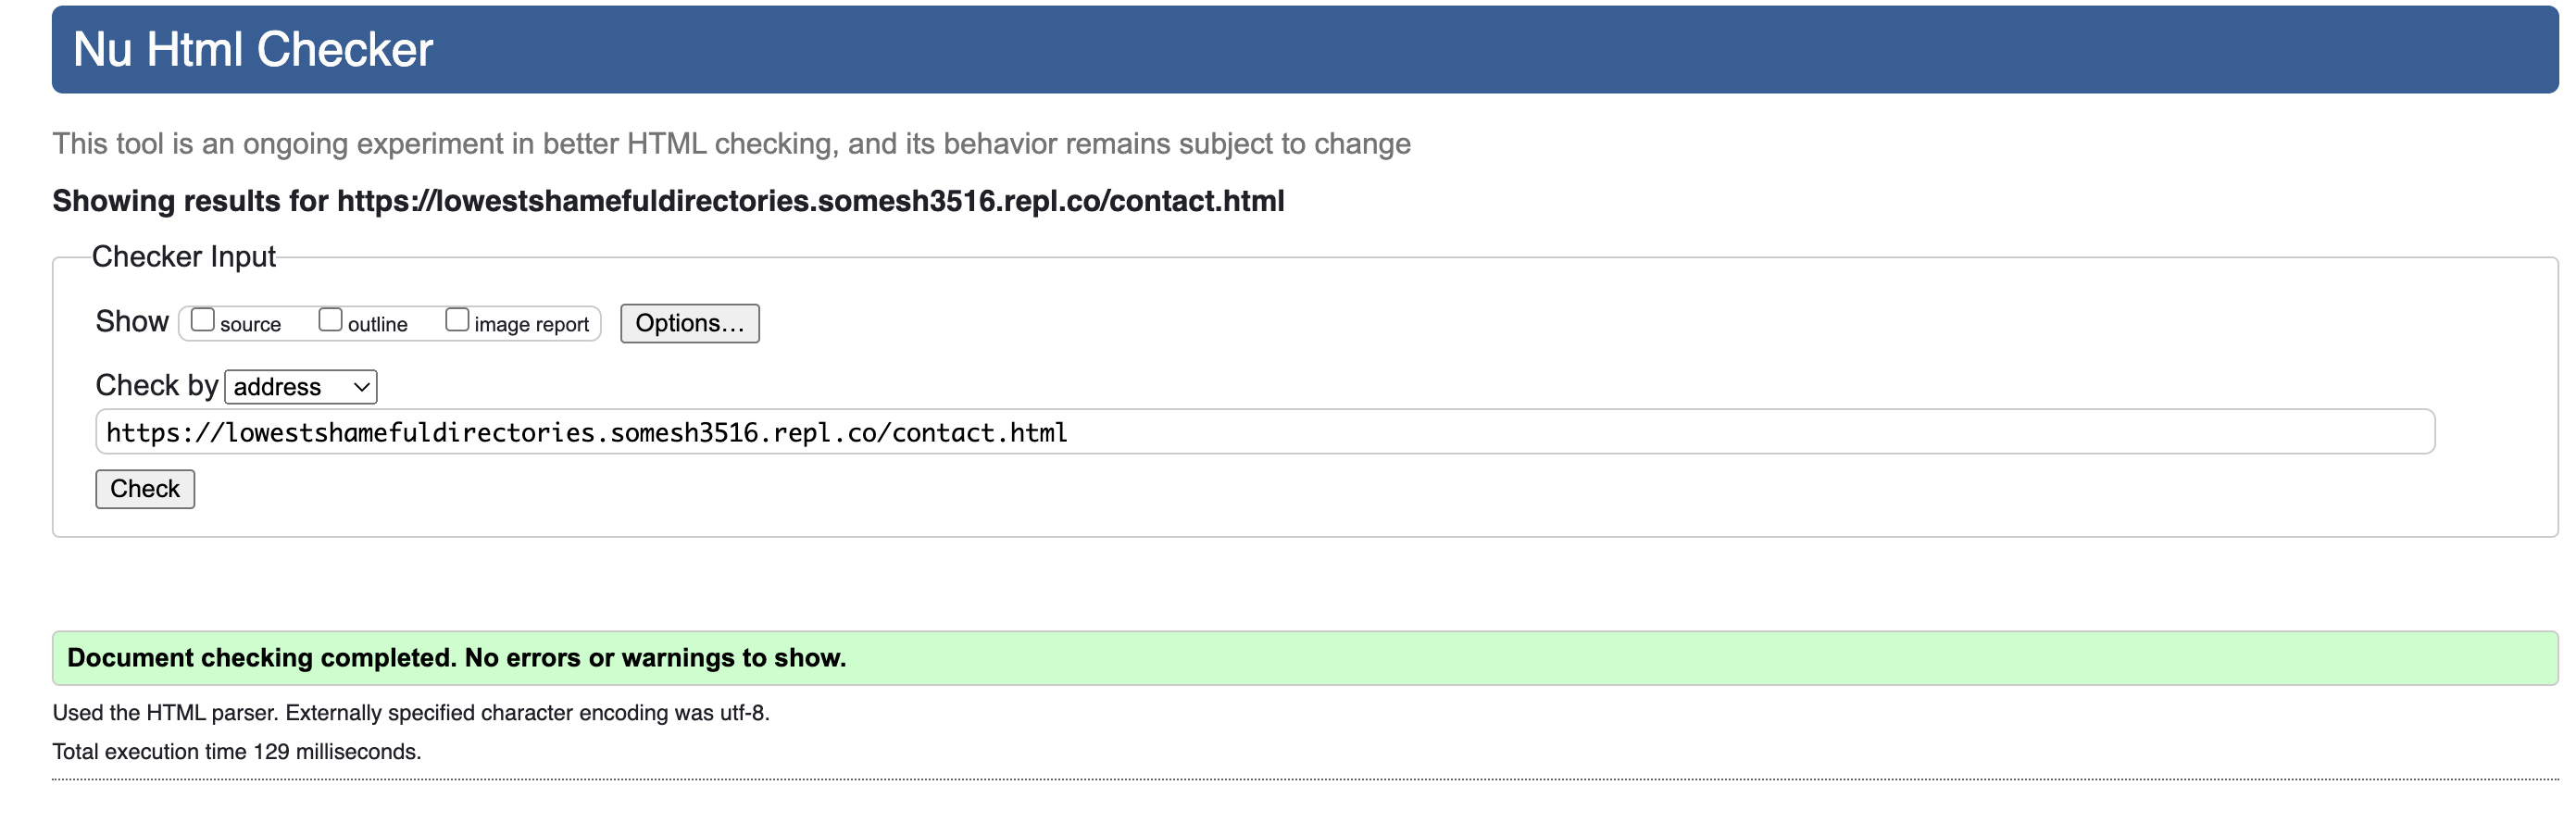 Nu Html Checker
This tool is an ongoing experiment in better HTML checking, and its behavior remains subject to change
Showing results for https://lowestshamefuldirectories.somesh3516.repl.co/contact.html
Checker Input
Show source outline image report Options...
Check by address
https://lowestshamefuldirectories.somesh3516.repl.co/contact.html
Check
Document checking completed. No errors or warnings to show.
Used the HTML parser. Externally specified character encoding was utf-8.
Total execution time 129 milliseconds.